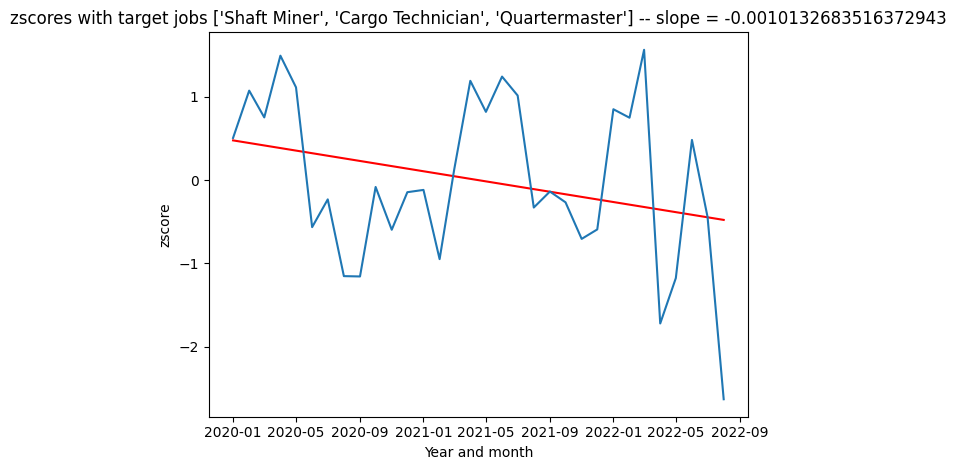 zscores with target jobs ['Shaft Miner', 'Cargo Technician', 'Quartermaster'] -- slope = -0.0010132683516372943
1
0
−1
−2
zscore
2020-01 2020-05 2020-09 2021-01 2021-05 2021-09 2022-01 2022-05 2022-09
Year and month